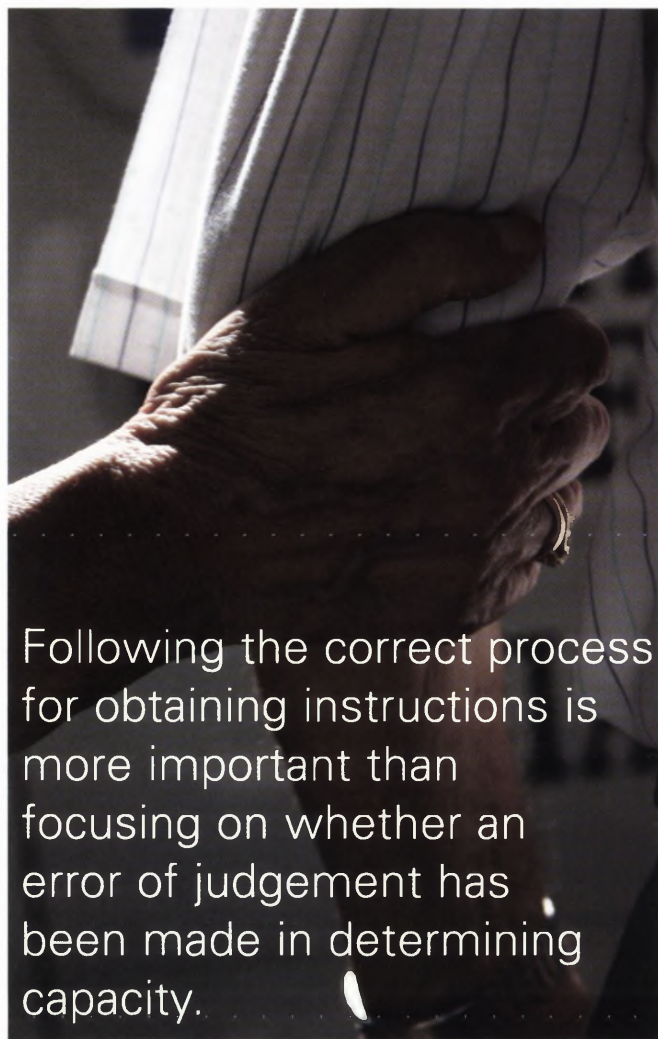 Following the correct process
for obtaining instructions is
more important than
focusing on whether an
error of judgement has
been made in determining
capacity.